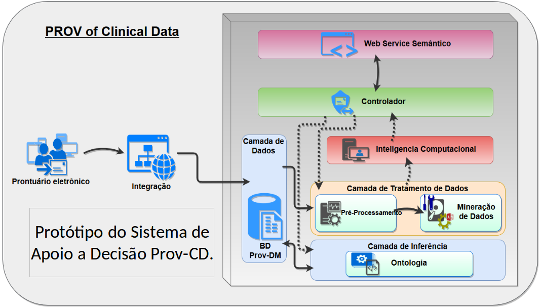 PROV of Clinical Data
Web Service Semântico
Controlador
Inteligencia Computacional
Prontuário eletrônico
Integração
Camada de
Dados
BD
Prov-DM
Camada de Tratamento de Dados
Pré-Processamento
Mineração
de Dados
Camada de Inferência
Ontologia
Protótipo do Sistema de
Apoio a Decisão Prov-CD.